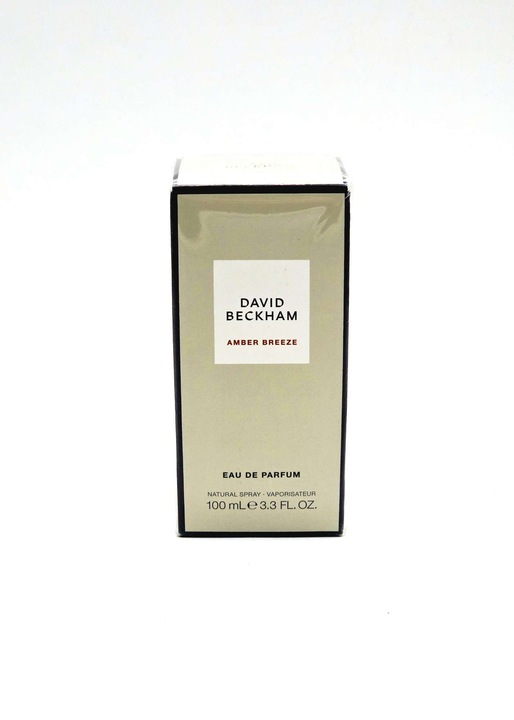 DAVID
BECKHAM
AMBER BREEZE
EAU DE PARFUM
NATURAL SPRAY - VAPORISATEUR
100 mL ℮ 3.3 FL. OZ.